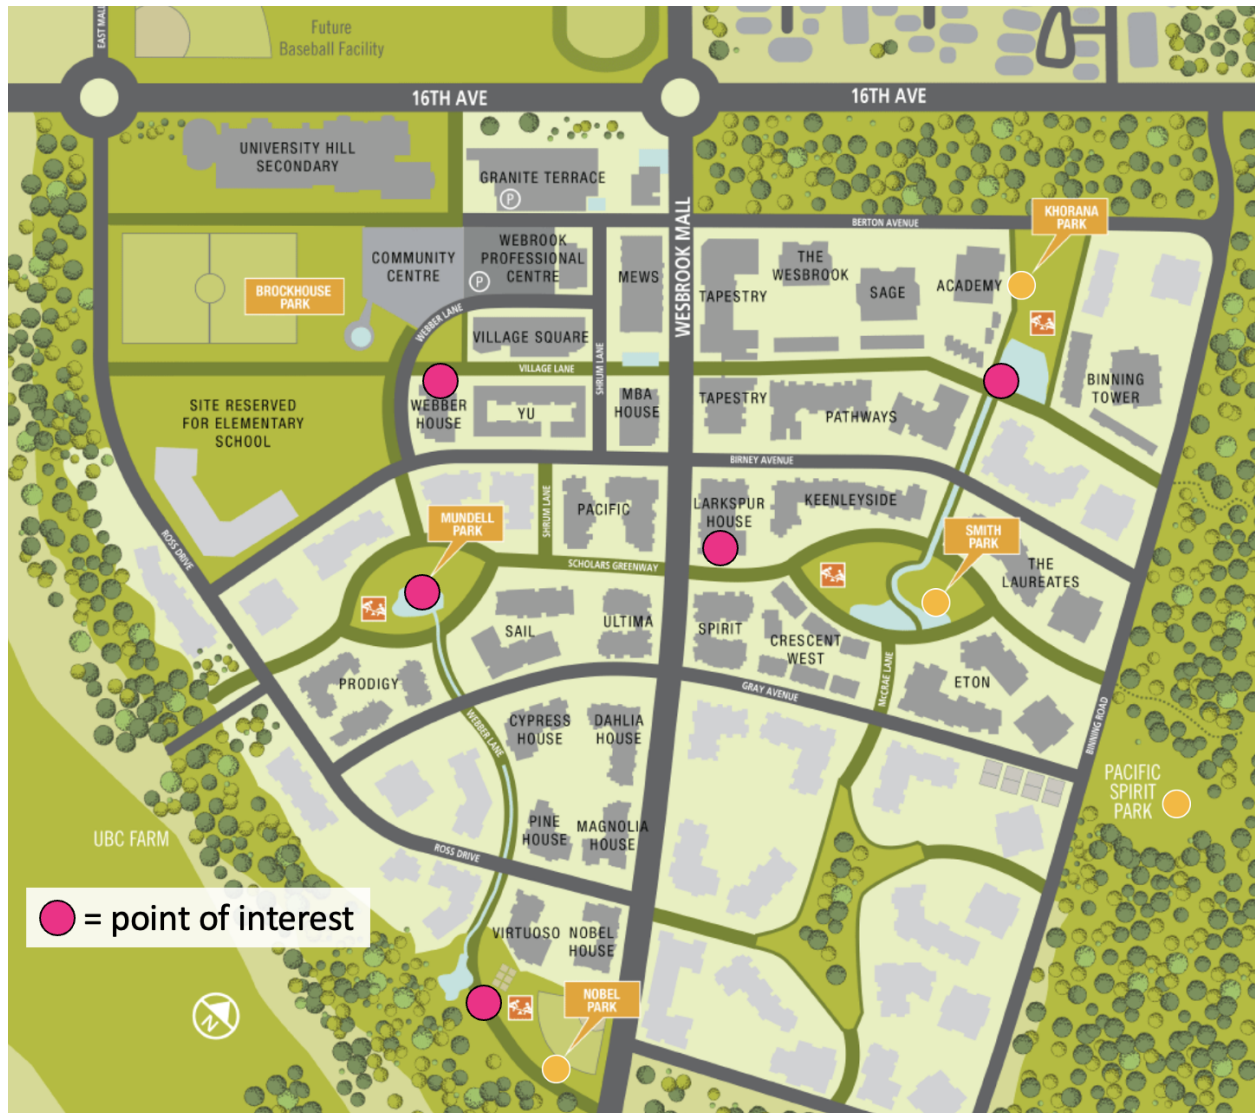 EAST MALL
Future
Baseball Facility
16TH AVE
16TH AVE
UNIVERSITY HILL
SECONDARY
GRANITE TERRACE
P
WESBROOK MALL
KHORANA
PARK
BERTON AVENUE
COMMUNITY
CENTRE
WEBROOK
PROFESSIONAL
CENTRE
P
MEWS
TAPESTRY
THE
WESBROOK
SAGE
ACADEMY
BROCKHOUSE
PARK
WEBBER LANE
VILLAGE SQUARE
SHRUM LANE
VILLAGE LANE
SITE RESERVED
FOR ELEMENTARY
SCHOOL
WEBBER
HOUSE
YU
MBA
HOUSE
TAPESTRY
PATHWAYS
BINNING
TOWER
BIRNEY AVENUE
MUNDELL
PARK
SHRUM LANE
PACIFIC
LARKSPUR
HOUSE
KEENLEYSIDE
SMITH
PARK
ROSS DRIVE
SCHOLARS GREENWAY
THE
LAUREATES
SAIL
ULTIMA
SPIRIT
CRESCENT
WEST
McCRAE LANE
PRODIGY
GRAY AVENUE
ETON
BINNING ROAD
WEBBER LANE
CYPRESS
HOUSE
DAHLIA
HOUSE
PACIFIC
SPIRIT
PARK
UBC FARM
PINE
HOUSE
MAGNOLIA
HOUSE
ROSS DRIVE
= point of interest
VIRTUOSO
NOBEL
HOUSE
NOBEL
PARK
N